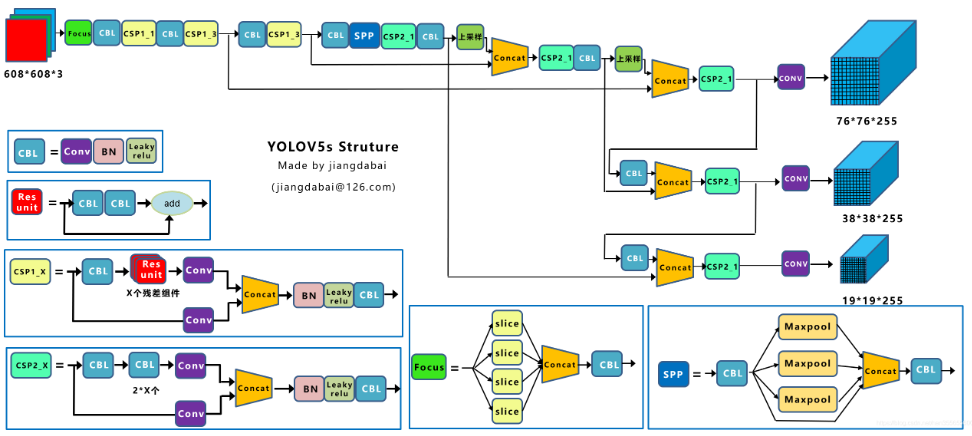 Focus CBL CSP1_1 CBL CSP1_3 CBL CSP1_3 CBL SPP CSP2_1 CBL 上采样
Concat
CSP2_1 CBL 上采样
Concat
CSP2_1
CONV
608*608*3
76*76*255
YOLOV5s Struture
Made by jiangdabai
(jiangdabai@126.com)
CBL = Conv BN Leaky relu
CBL Concat CSP2_1 CONV
38*38*255
Res unit = CBL CBL add
CBL Concat CSP2_1 CONV
19*19*255
CSP1_X = CBL Res unit Conv
X个残差组件
Concat BN Leaky relu CBL
Conv
CSP2_X = CBL CBL Conv
2*X个
Concat BN Leaky relu CBL
Conv
Focus =
slice
slice
slice
slice
Concat CBL
SPP = CBL
Maxpool
Maxpool
Maxpool
Concat CBL